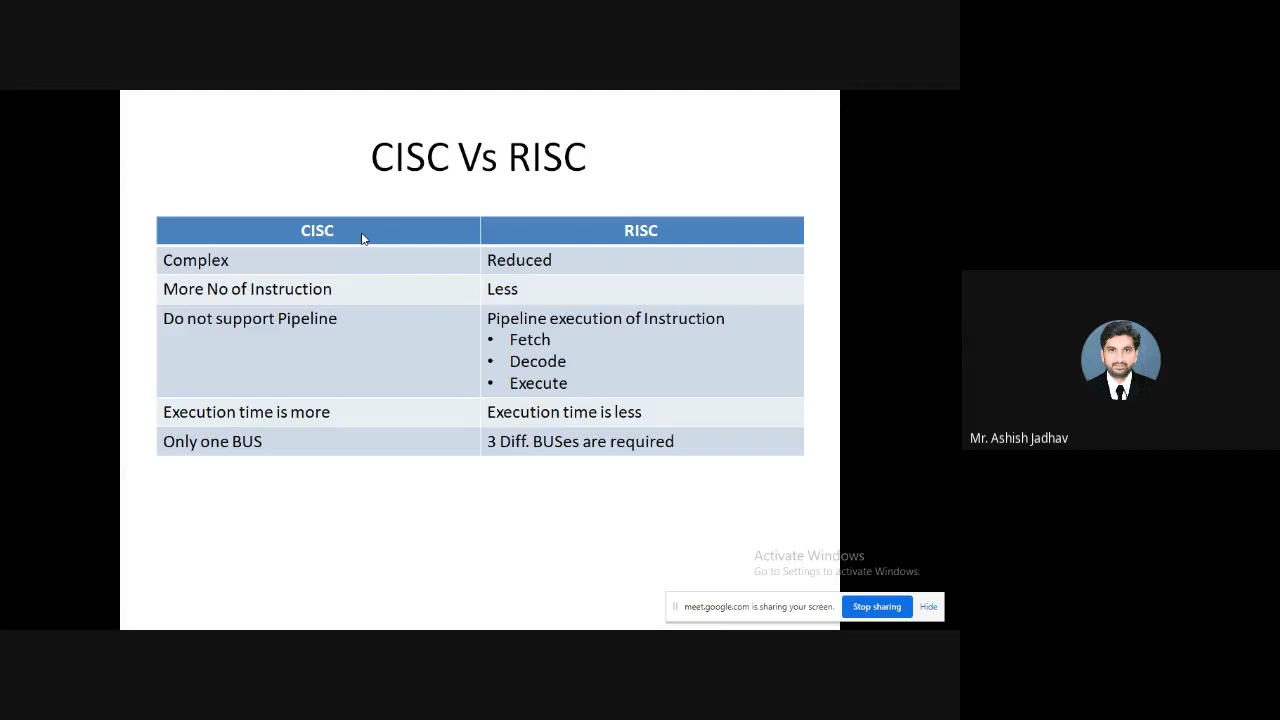 CISC Vs RISC
CISC RISC
Complex Reduced
More No of Instruction Less
Do not support Pipeline Pipeline execution of Instruction
• Fetch
• Decode
• Execute
Execution time is more Execution time is less
Only one BUS 3 Diff. BUSes are required
Mr. Ashish Jadhav
Activate Windows
Go to Settings to activate Windows.
meet.google.com is sharing your screen. Stop sharing Hide